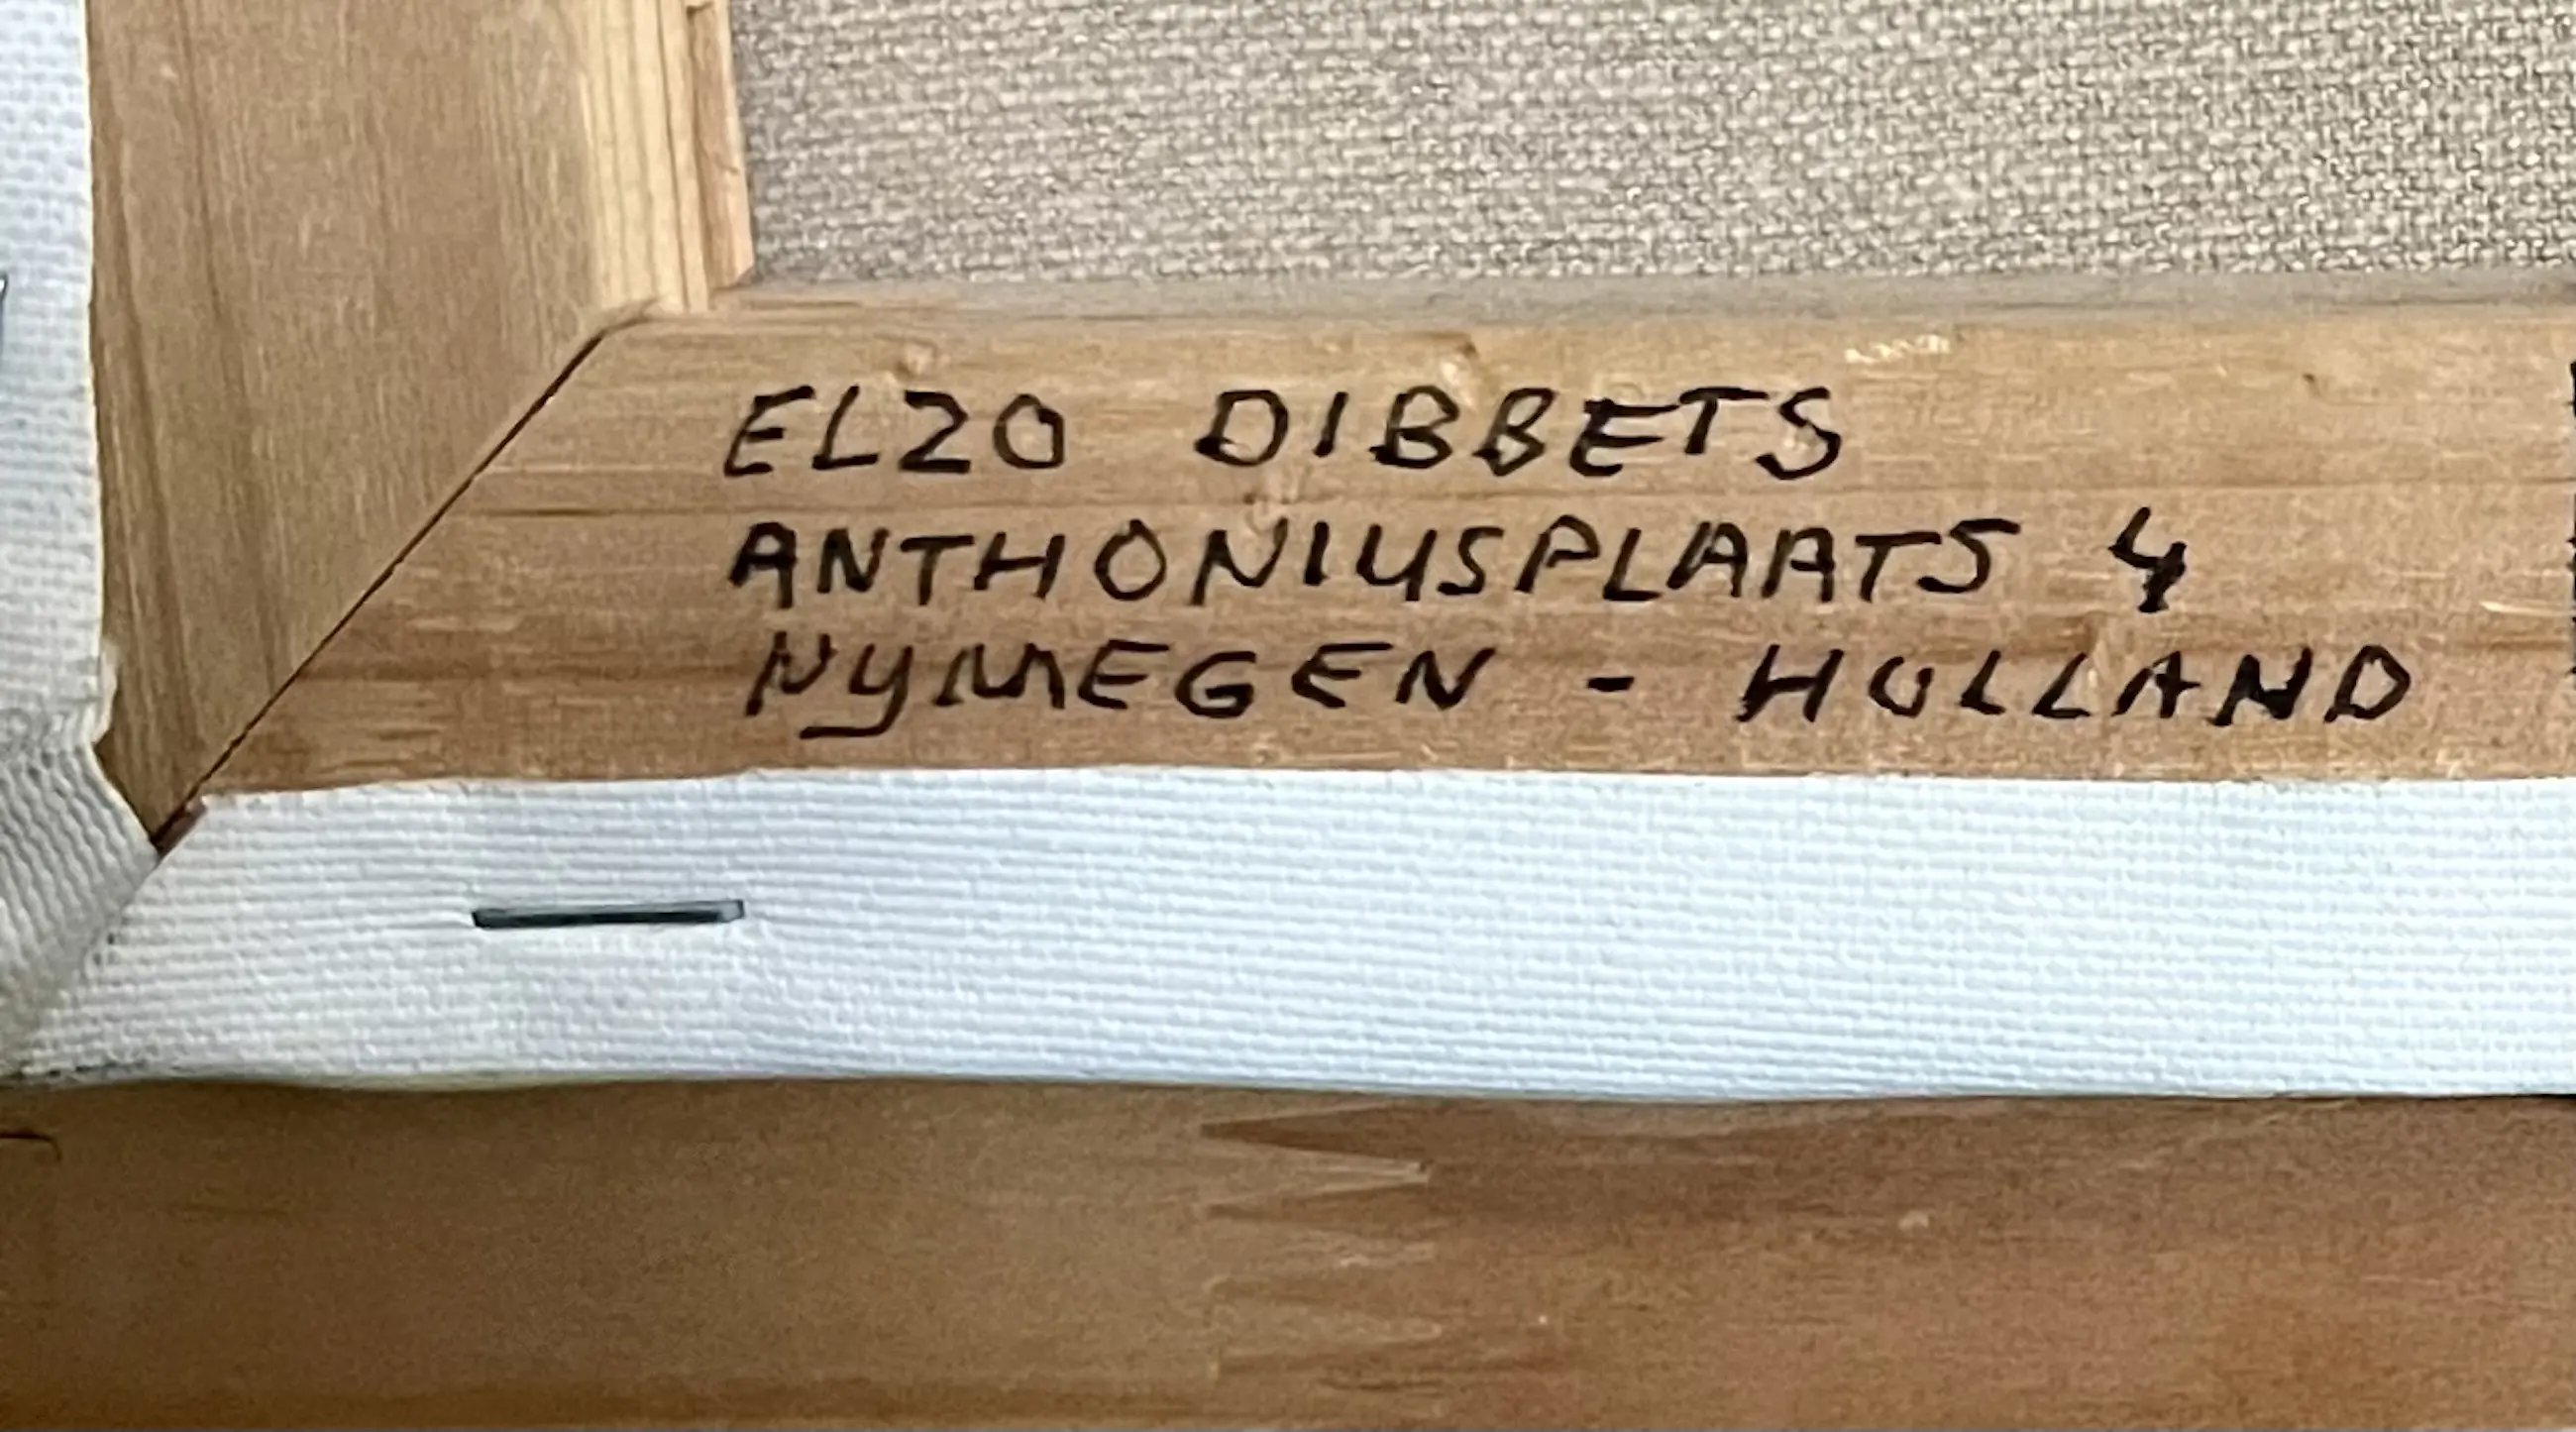 ELZO DIBBETS
ANTHONIUSPLAATS 4
NYMEGEN - HOLLAND